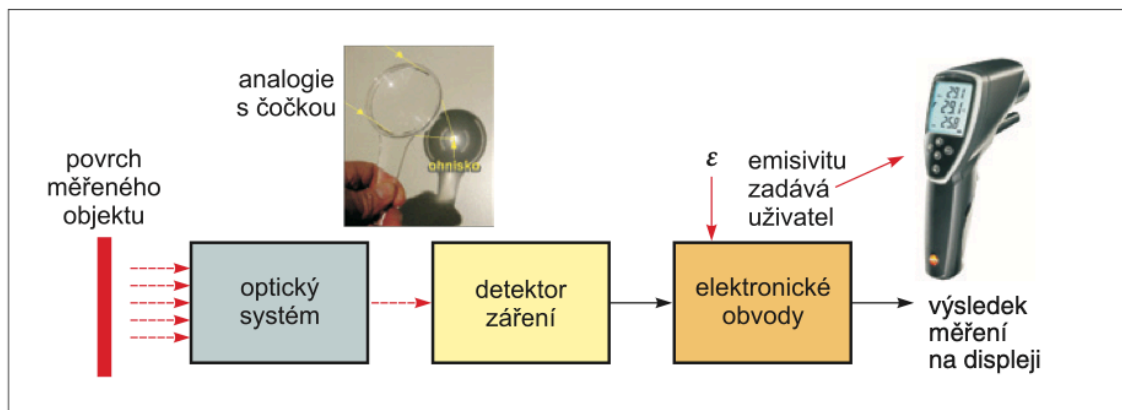 analogie
s čočkou
ohnisko
povrch
měřeného
objektu
ε
emisivitu
zadává
uživatel
optický
systém
detektor
záření
elektronické
obvody
výsledek
měření
na displeji